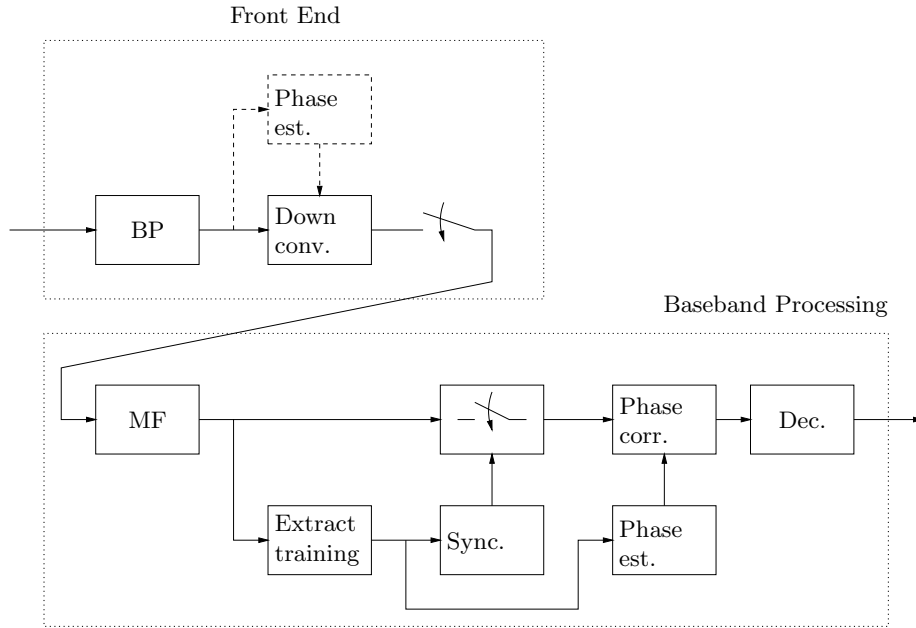 Front End
Phase
est.
BP
Down
conv.
Baseband Processing
MF
Phase
corr.
Dec.
Extract
training
Sync.
Phase
est.